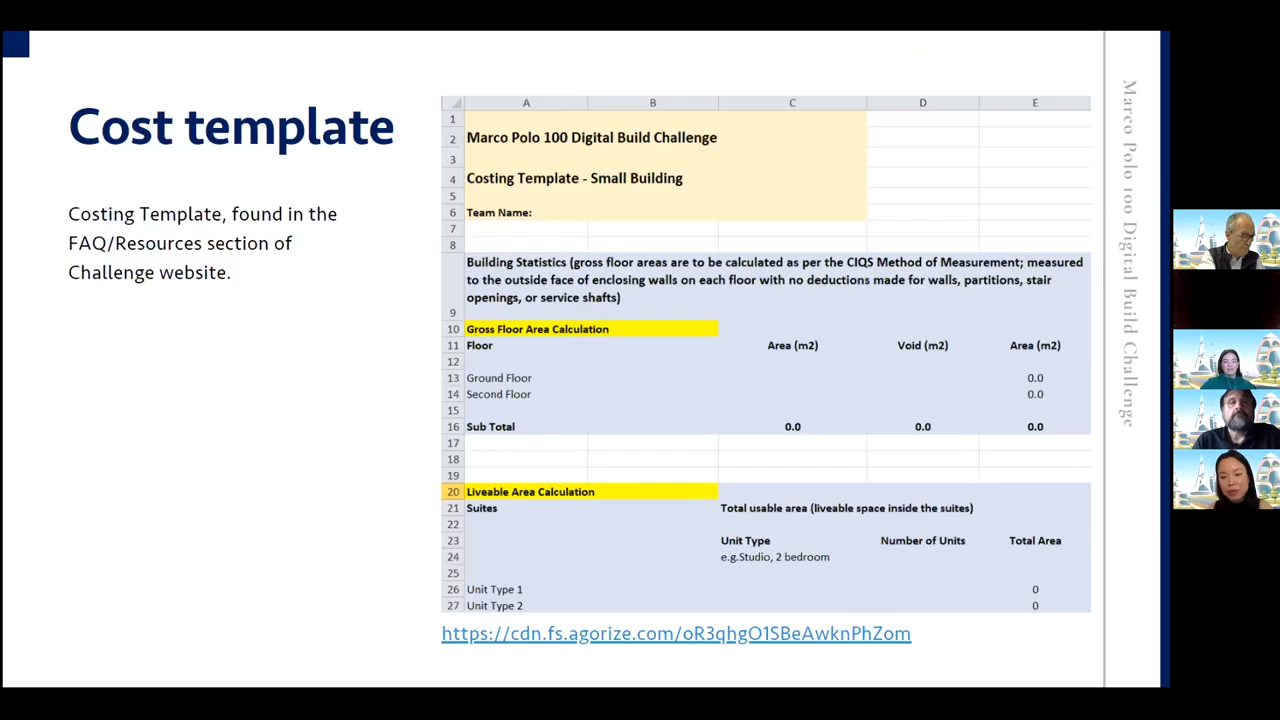 Cost template
Costing Template, found in the
FAQ/Resources section of
Challenge website.
A B C D E
1
2 Marco Polo 100 Digital Build Challenge
3
4 Costing Template - Small Building
5
6 Team Name:
7
8
Building Statistics (gross floor areas are to be calculated as per the CIQS Method of Measurement; measured
to the outside face of enclosing walls on each floor with no deductions made for walls, partitions, stair
openings, or service shafts)
9
10 Gross Floor Area Calculation
11 Floor Area (m2) Void (m2) Area (m2)
12
13 Ground Floor 0.0
14 Second Floor 0.0
15
16 Sub Total 0.0 0.0 0.0
17
18
19
20 Liveable Area Calculation
21 Suites Total usable area (liveable space inside the suites)
22
23 Unit Type Number of Units Total Area
24 e.g.Studio, 2 bedroom
25
26 Unit Type 1 0
27 Unit Type 2 0
https://cdn.fs.agorize.com/oR3qhgO1SBeAwknPhZom
Marco Polo 100 Digital Build Challenge